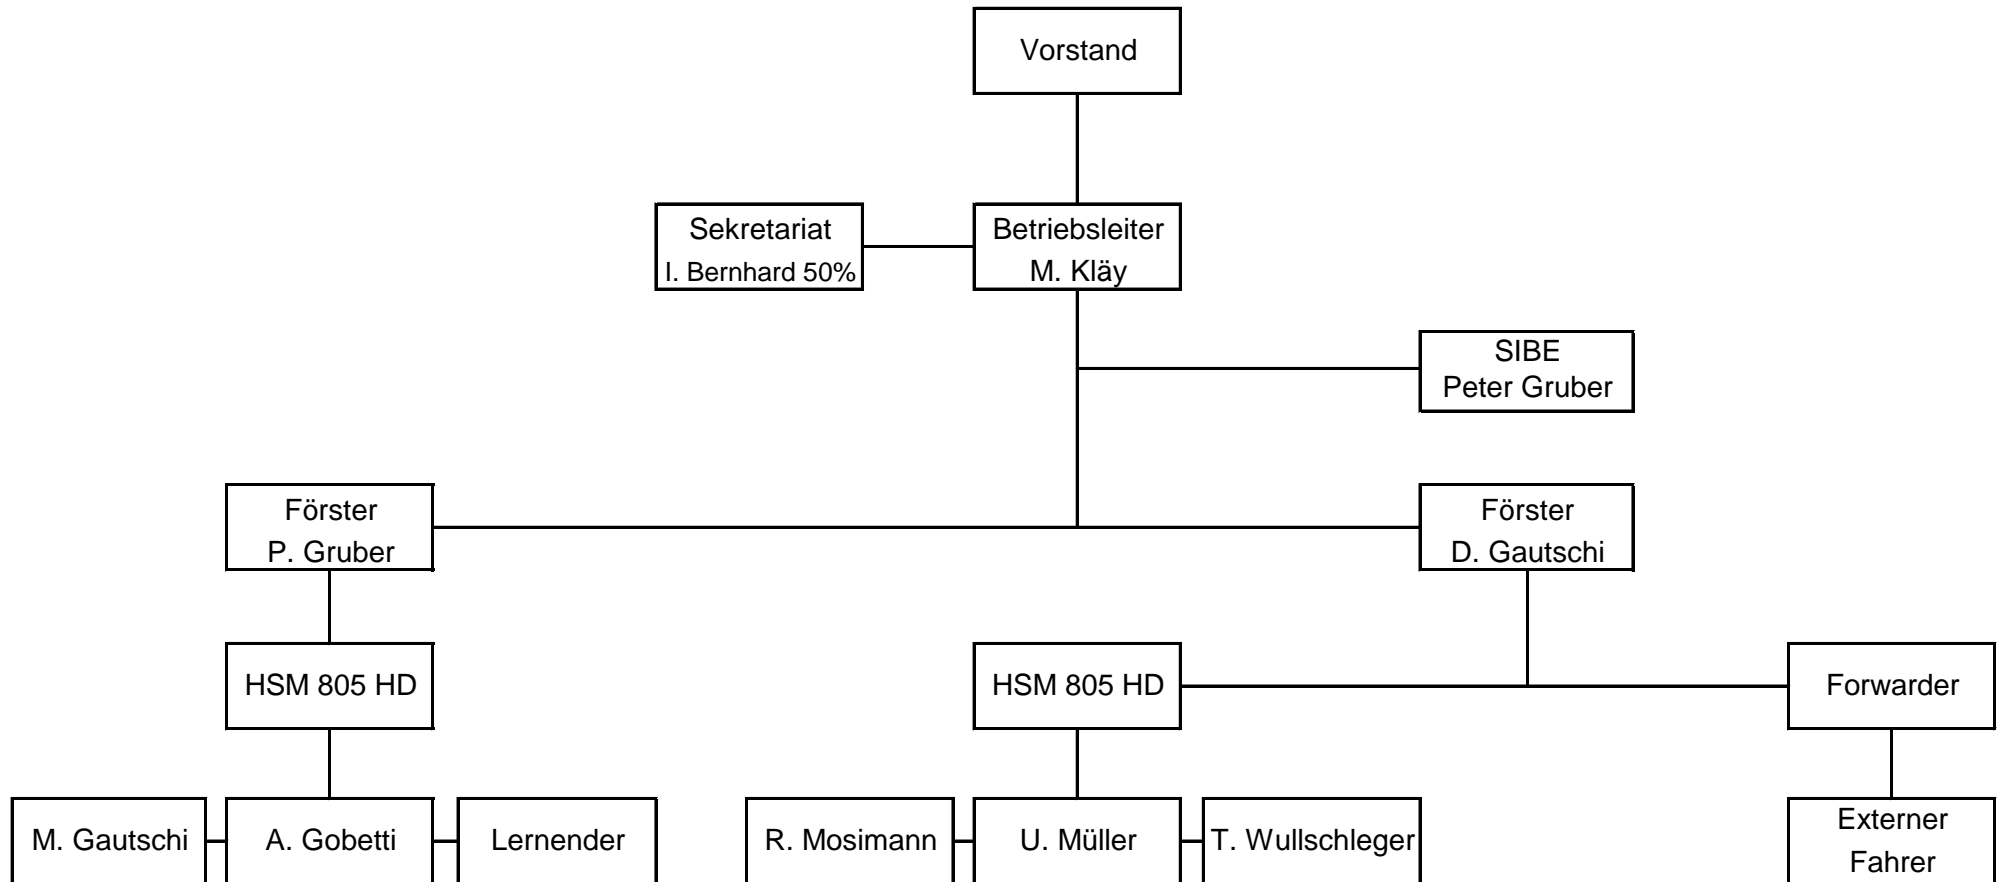 Vorstand
Sekretariat
I. Bernhard 50%
Betriebsleiter
M. Kläy
SIBE
Peter Gruber
Förster
P. Gruber
Förster
D. Gautschi
HSM 805 HD
HSM 805 HD
Forwarder
M. Gautschi
A. Gobetti
Lernender
R. Mosimann
U. Müller
T. Wullschleger
Externer
Fahrer